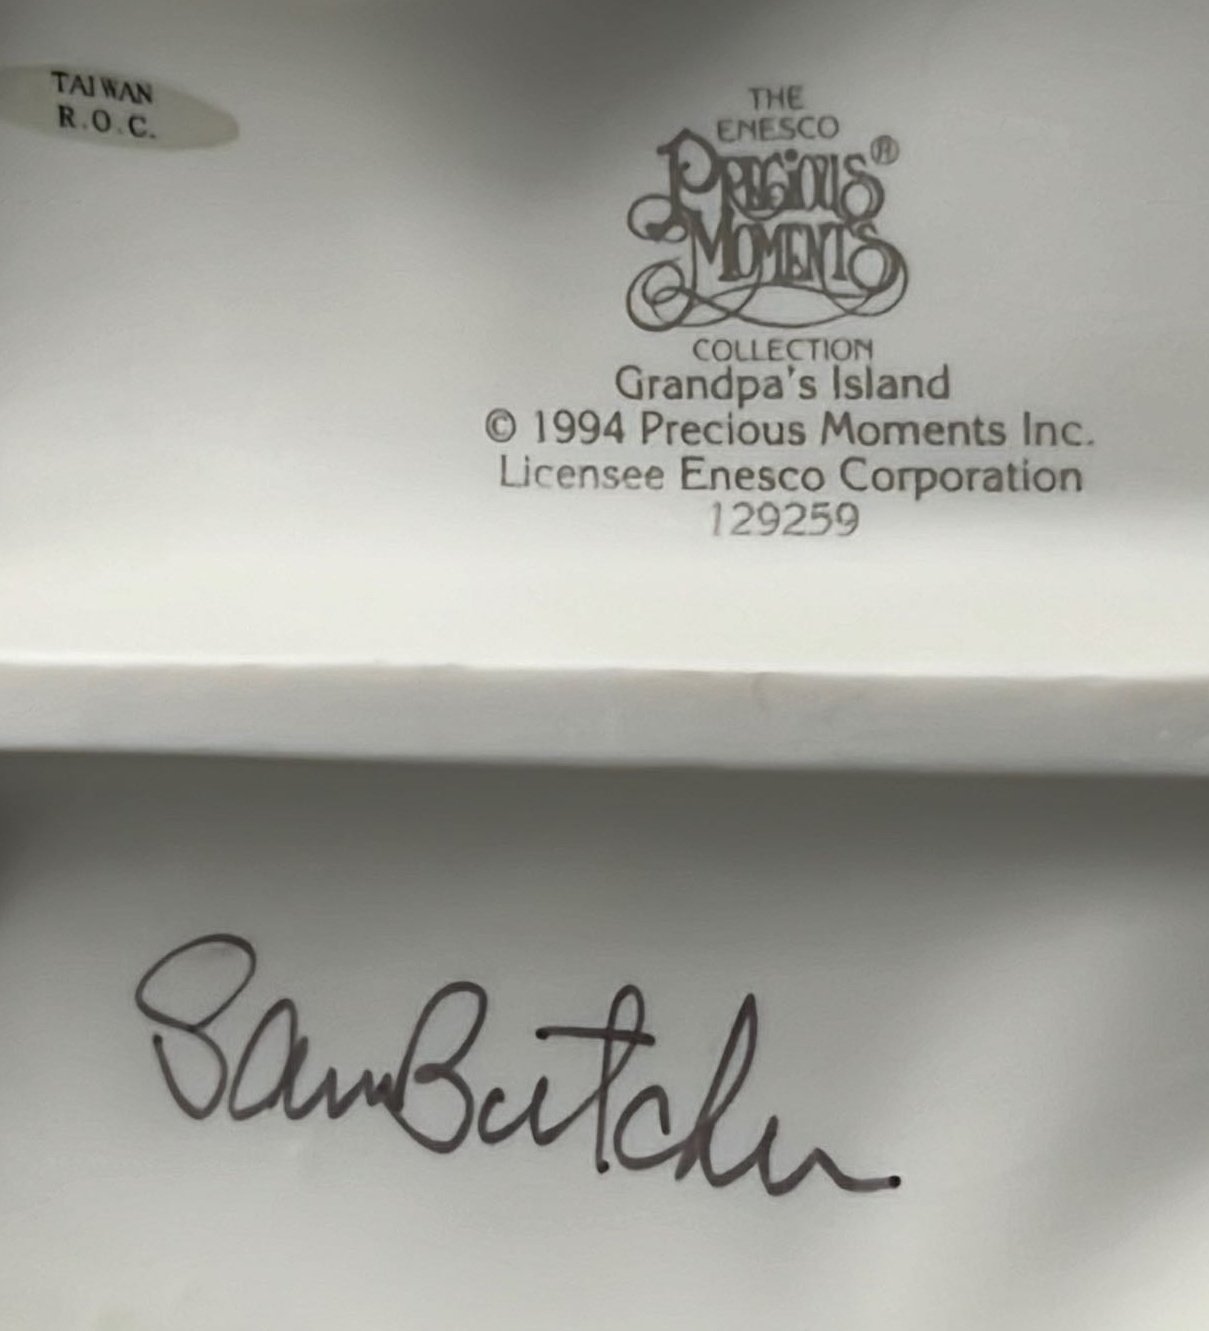 TAIWAN
R.O.C.
THE
ENESCO
PRECIOUS®
MOMENTS
COLLECTION
Grandpa's Island
© 1994 Precious Moments Inc.
Licensee Enesco Corporation
129259
Sam Butcher